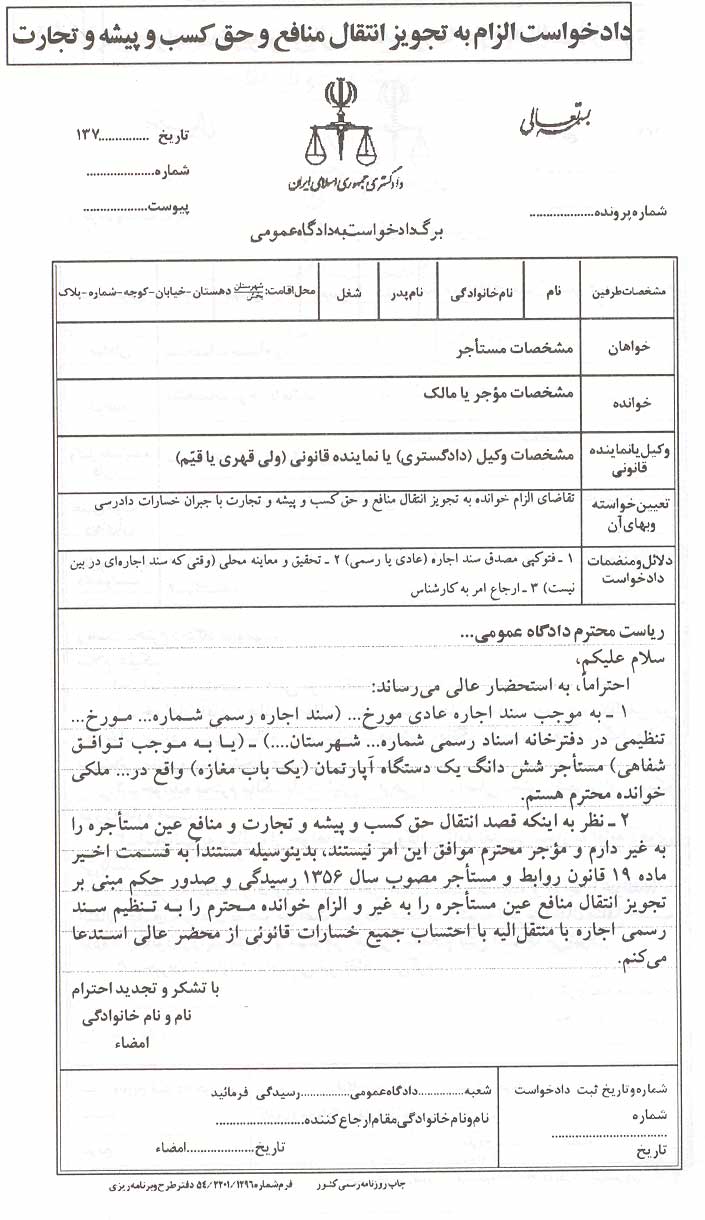 دادخواست الزام به تجویز انتقال منافع و حق کسب و پیشه و تجارت
بسمه تعالی
تاریخ ............... ۱۳۷
شماره....................
پیوست...................
دادگستری جمهوری اسلامی ایران
شماره پرونده...................
برگ دادخواست به دادگاه عمومی
مشخصات طرفین
نام
نام خانوادگی
نام پدر
شغل
محل اقامت: شهرستان بخش دهستان-خیابان-کوچه-شماره-پلاک
خواهان
مشخصات مستأجر
خوانده
مشخصات مؤجر یا مالک
وکیل یا نماینده قانونی
مشخصات وکیل (دادگستری) یا نماینده قانونی (ولی قهری یا قیّم)
تعیین خواسته وبهای آن
تقاضای الزام خوانده به تجویز انتقال منافع و حق کسب و پیشه و تجارت با جبران خسارات دادرسی
دلائل ومنضمات دادخواست
۱ ـ فتوکپی مصدق سند اجاره (عادی یا رسمی) ۲ ـ تحقیق و معاینه محلی (وقتی که سند اجاره‌ای در بین
نیست) ۳ ـ ارجاع امر به کارشناس
ریاست محترم دادگاه عمومی...
سلام علیکم،
احتراماً، به استحضار عالی می‌رساند:
۱ ـ به موجب سند اجاره عادی مورخ... (سند اجاره رسمی شماره... مورخ...
تنظیمی در دفترخانه اسناد رسمی شماره... شهرستان....) ـ (یا به موجب توافق
شفاهی) مستأجر شش دانگ یک دستگاه آپارتمان (یک باب مغازه) واقع در... ملکی
خوانده محترم هستم.
۲ ـ نظر به اینکه قصد انتقال حق کسب و پیشه و تجارت و منافع عین مستأجره را
به غیر دارم و مؤجر محترم موافق این امر نیستند، بدینوسیله مستنداً به قسمت اخیر
ماده ۱۹ قانون روابط و مستأجر مصوب سال ۱۳۵۶ رسیدگی و صدور حکم مبنی بر
تجویز انتقال منافع عین مستأجره را به غیر و الزام خوانده محترم را به تنظیم سند
رسمی اجاره با منتقل‌الیه با احتساب جمیع خسارات قانونی از محضر عالی استدعا
می‌کنم.
با تشکر و تجدید احترام
نام و نام خانوادگی
امضاء
شماره و تاریخ ثبت دادخواست
شماره
.................................
تاریخ
شعبه...............دادگاه عمومی...............رسیدگی فرمائید
نام ونام خانوادگی مقام ارجاع کننده.........................
تاریخ....................امضاء
چاپ روزنامه رسمی کشور فرم شماره ۵۴/۲۲۰۱/۱۲۹۶ دفتر طرح و برنامه ریزی